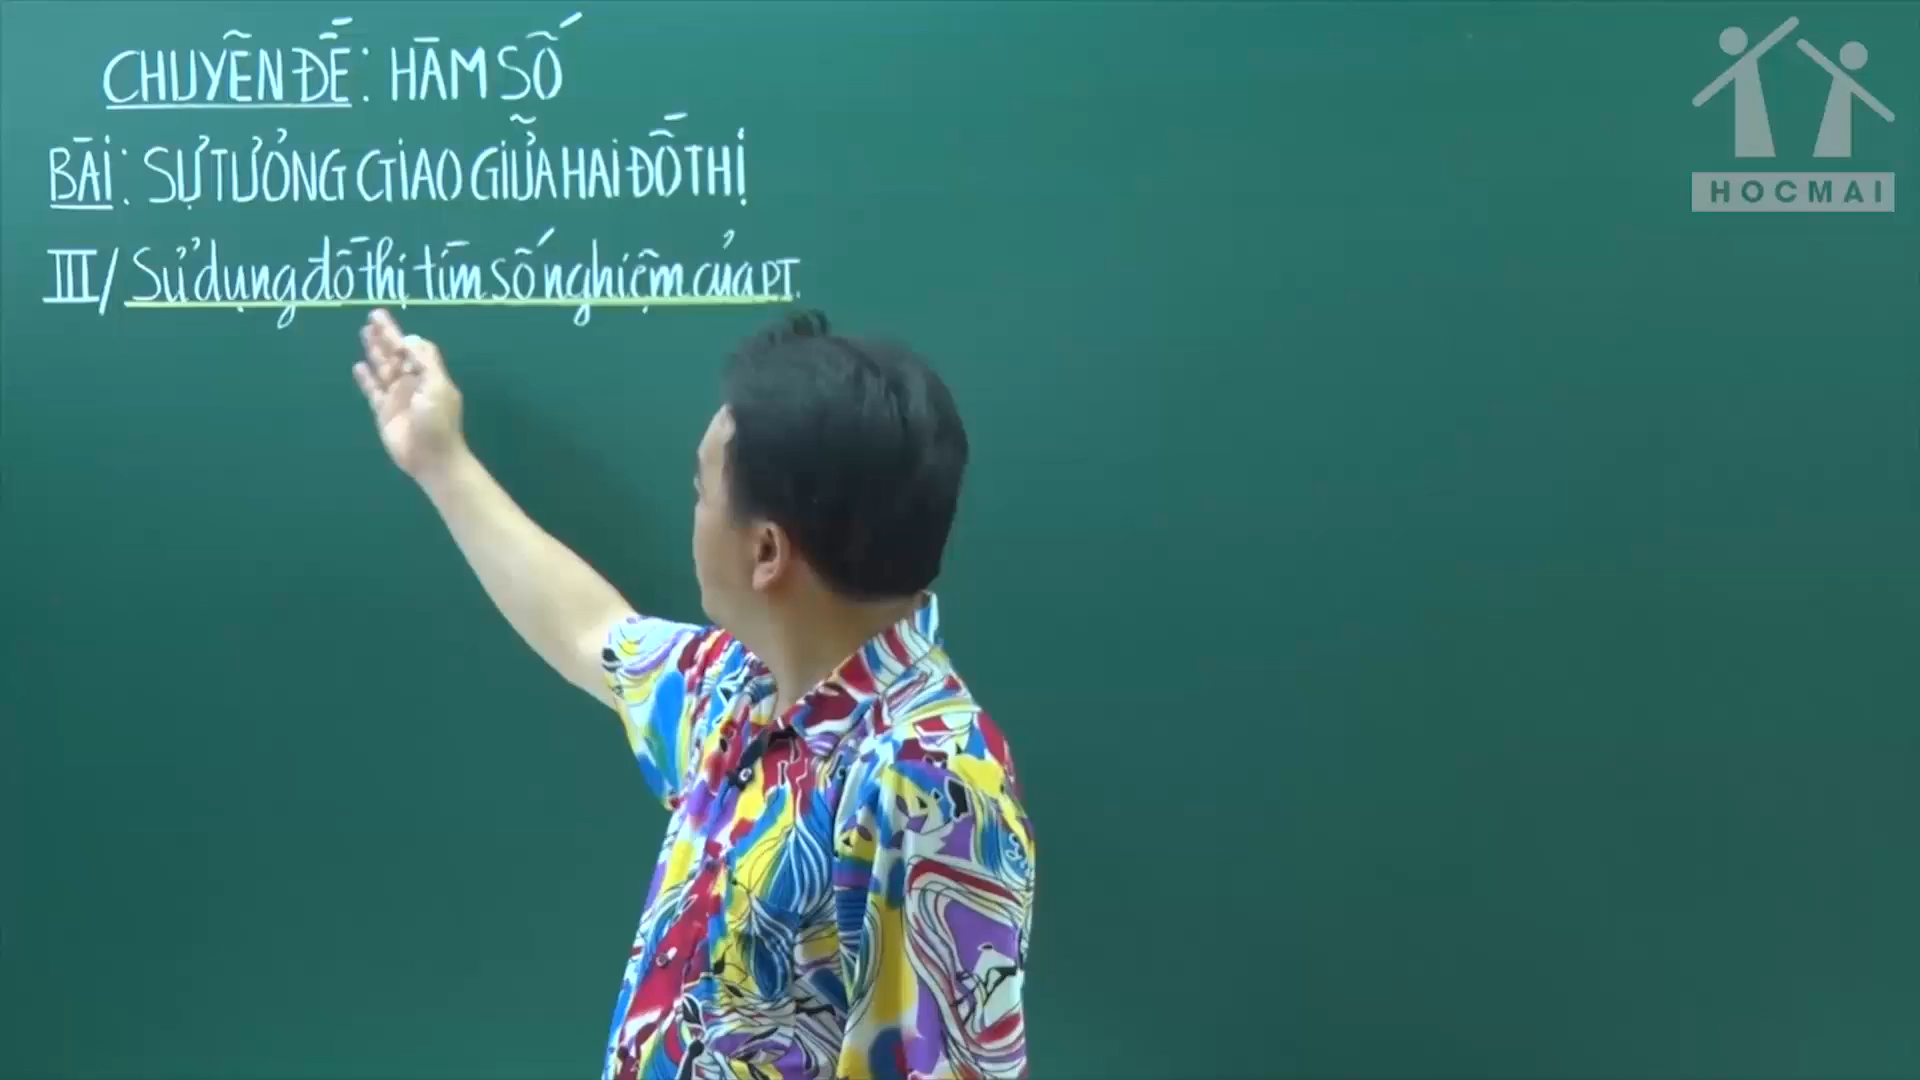 CHUYÊN ĐỀ: HÀM SỐ
BÀI: SỰ TƯƠNG GIAO GIỮA HAI ĐỒ THỊ
III/ Sử dụng đồ thị tìm số nghiệm của PT.
HOCMAI